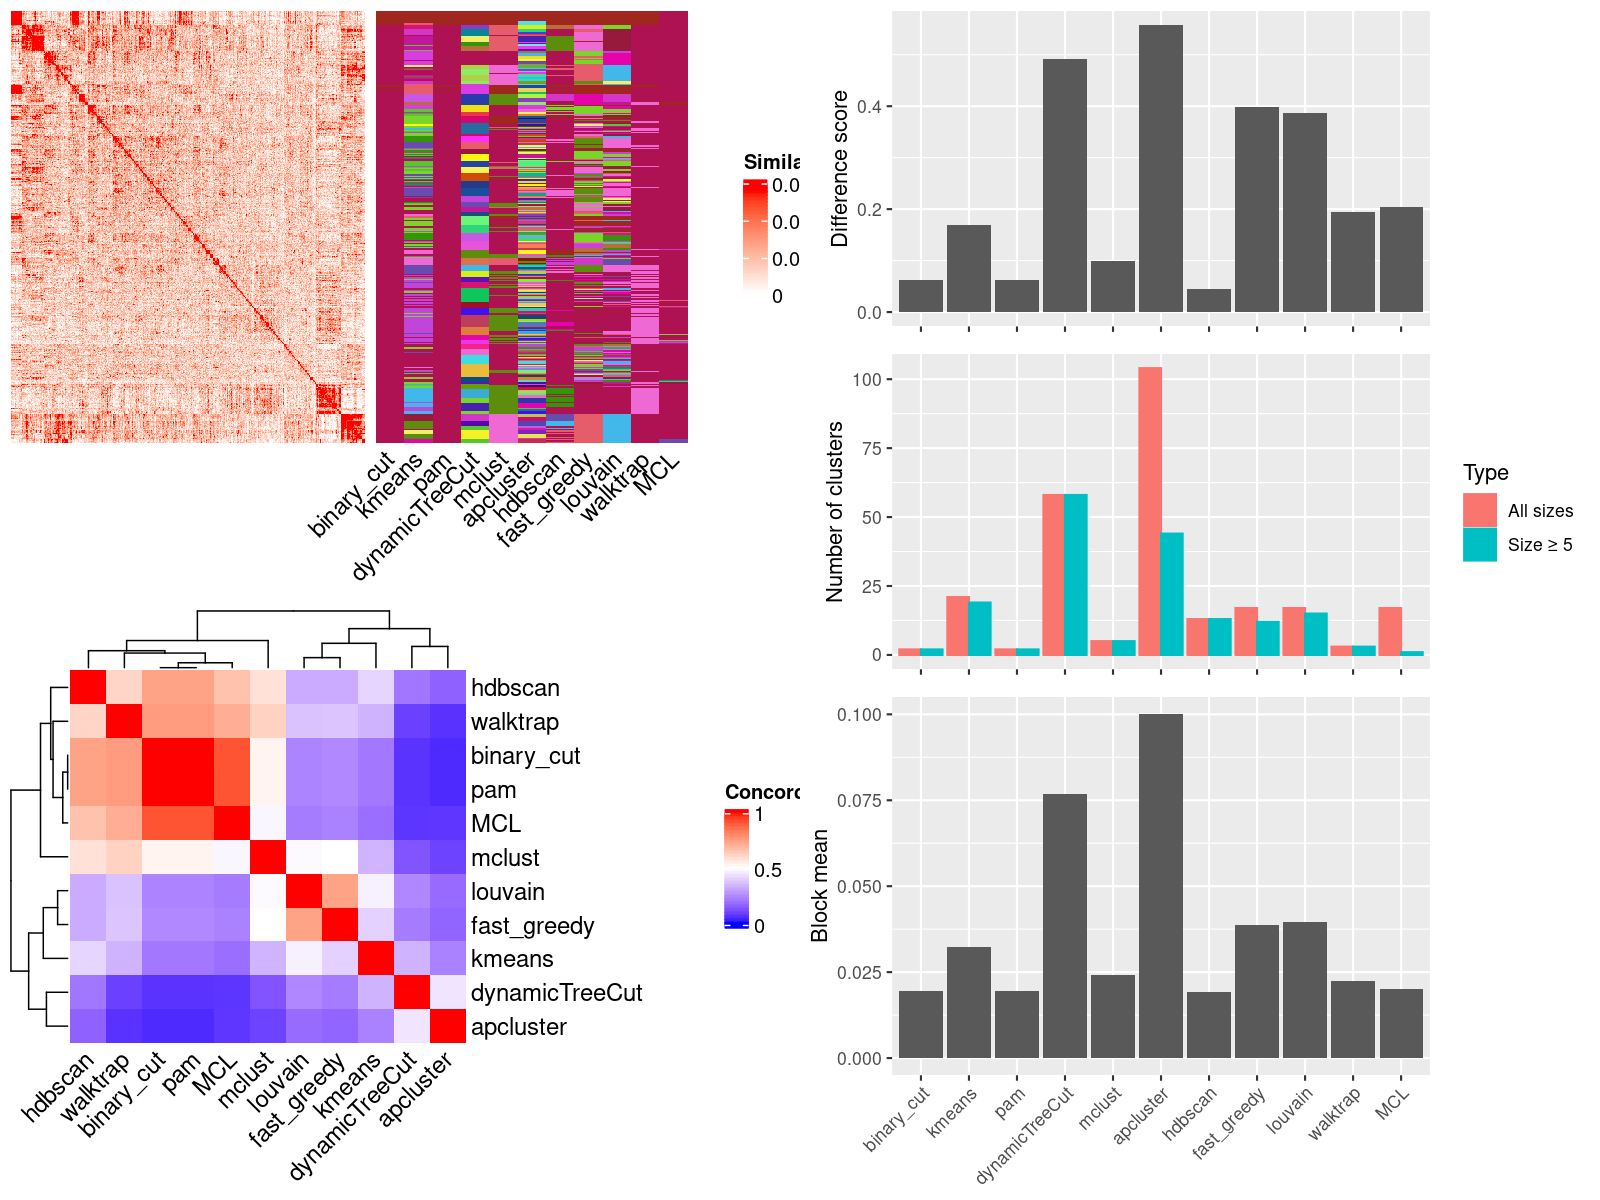 Simila
0.0
0.0
0.0
0
binary_cut
kmeans
pam
dynamicTreeCut
mclust
apcluster
hdbscan
fast_greedy
louvain
walktrap
MCL
hdbscan
walktrap
binary_cut
pam
MCL
mclust
louvain
fast_greedy
kmeans
dynamicTreeCut
apcluster
hdbscan
walktrap
binary_cut
pam
MCL
mclust
louvain
fast_greedy
kmeans
dynamicTreeCut
apcluster
Concord
1
0.5
0
Difference score
0.4
0.2
0.0
Number of clusters
100
75
50
25
0
Type
All sizes
Size ≥ 5
Block mean
0.100
0.075
0.050
0.025
0.000
binary_cut
kmeans
pam
dynamicTreeCut
mclust
apcluster
hdbscan
fast_greedy
louvain
walktrap
MCL